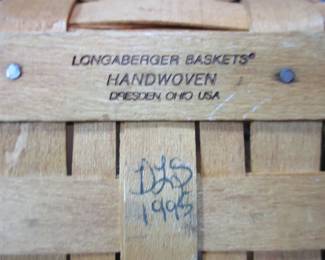 LONGABERGER BASKETS®
HANDWOVEN
DRESDEN, OHIO USA
DLS
1995